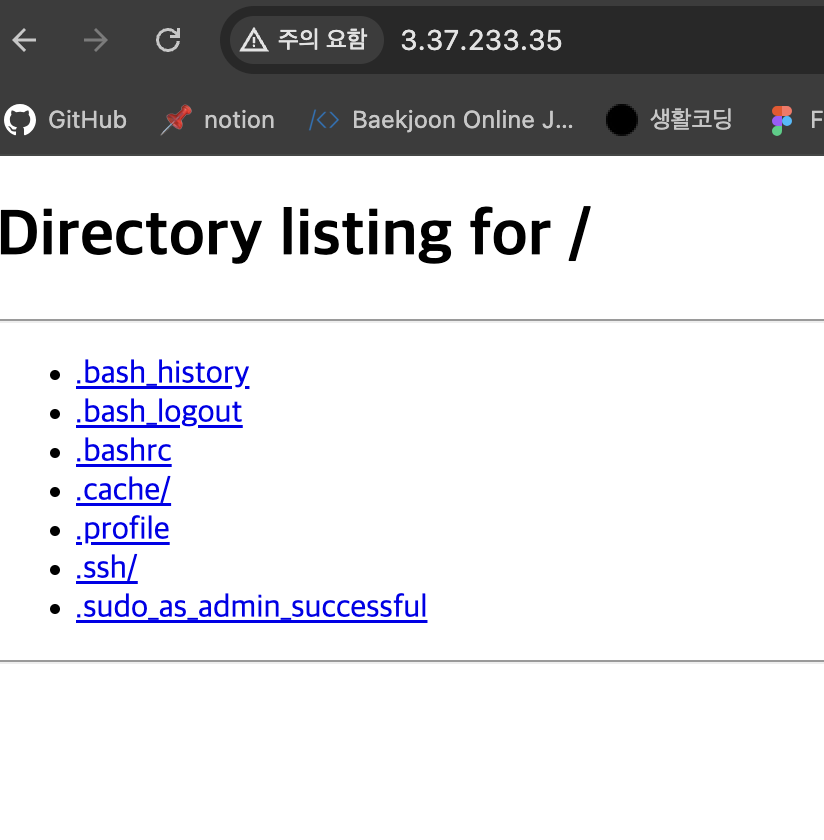 주의 요함 3.37.233.35
GitHub notion Baekjoon Online J... 생활코딩 F
Directory listing for /
.bash_history
.bash_logout
.bashrc
.cache/
.profile
.ssh/
.sudo_as_admin_successful